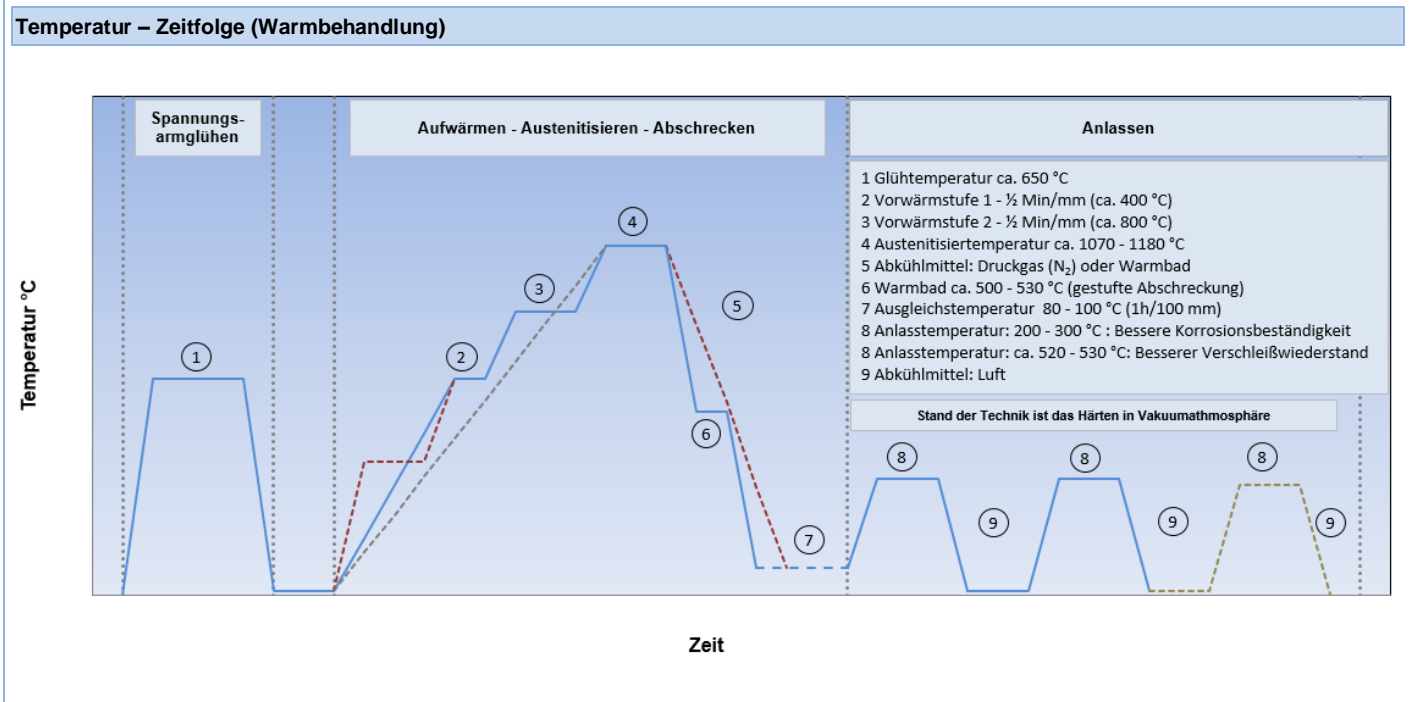 Temperatur – Zeitfolge (Warmbehandlung)
Spannungs-
armglühen
Aufwärmen - Austenitisieren - Abschrecken
Anlassen
1 Glühtemperatur ca. 650 °C
2 Vorwärmstufe 1 - ½ Min/mm (ca. 400 °C)
3 Vorwärmstufe 2 - ½ Min/mm (ca. 800 °C)
4 Austenitisiertemperatur ca. 1070 - 1180 °C
5 Abkühlmittel: Druckgas (N₂) oder Warmbad
6 Warmbad ca. 500 - 530 °C (gestufte Abschreckung)
7 Ausgleichstemperatur  80 - 100 °C (1h/100 mm)
8 Anlasstemperatur: 200 - 300 °C : Bessere Korrosionsbeständigkeit
8 Anlasstemperatur: ca. 520 - 530 °C: Besserer Verschleißwiederstand
9 Abkühlmittel: Luft
Stand der Technik ist das Härten in Vakuumathmosphäre
1
2
3
4
5
6
7
8
9
8
9
8
9
Temperatur °C
Zeit